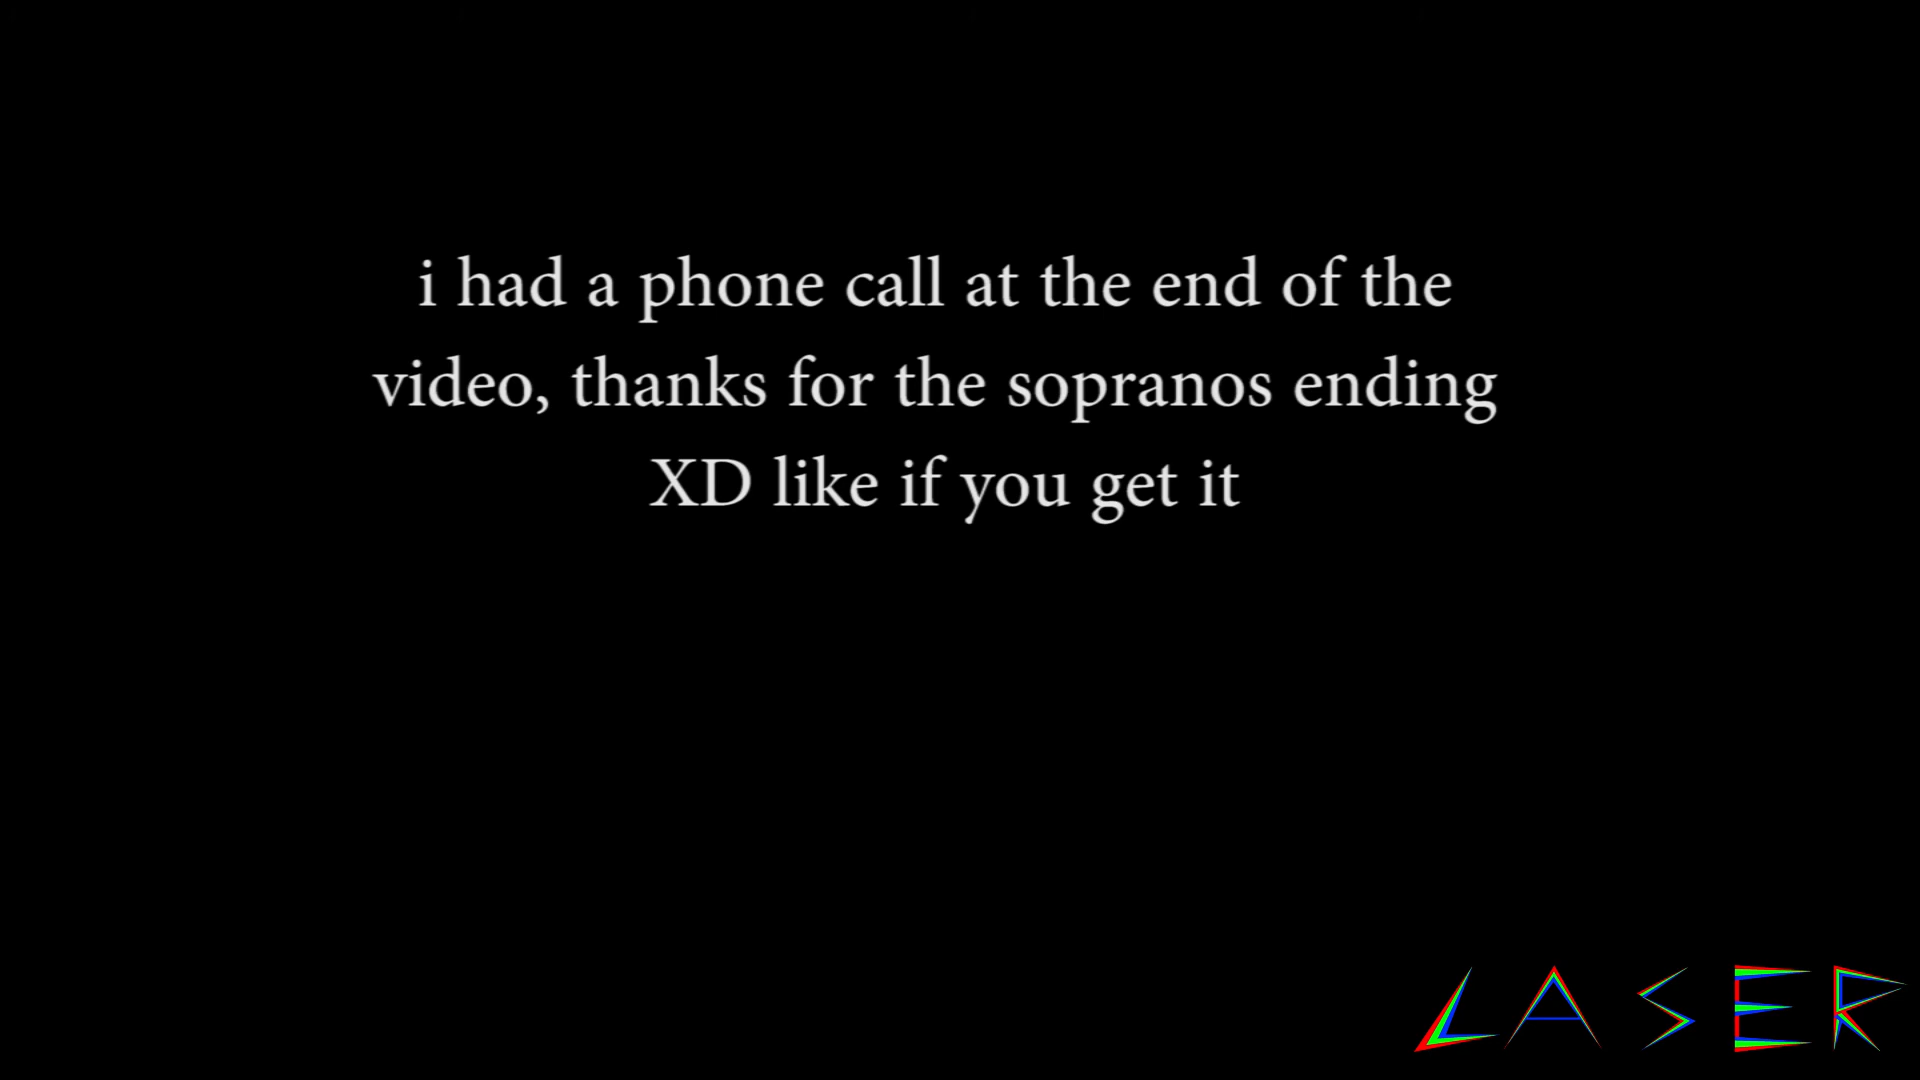 i had a phone call at the end of the
video, thanks for the sopranos ending
XD like if you get it
LASER